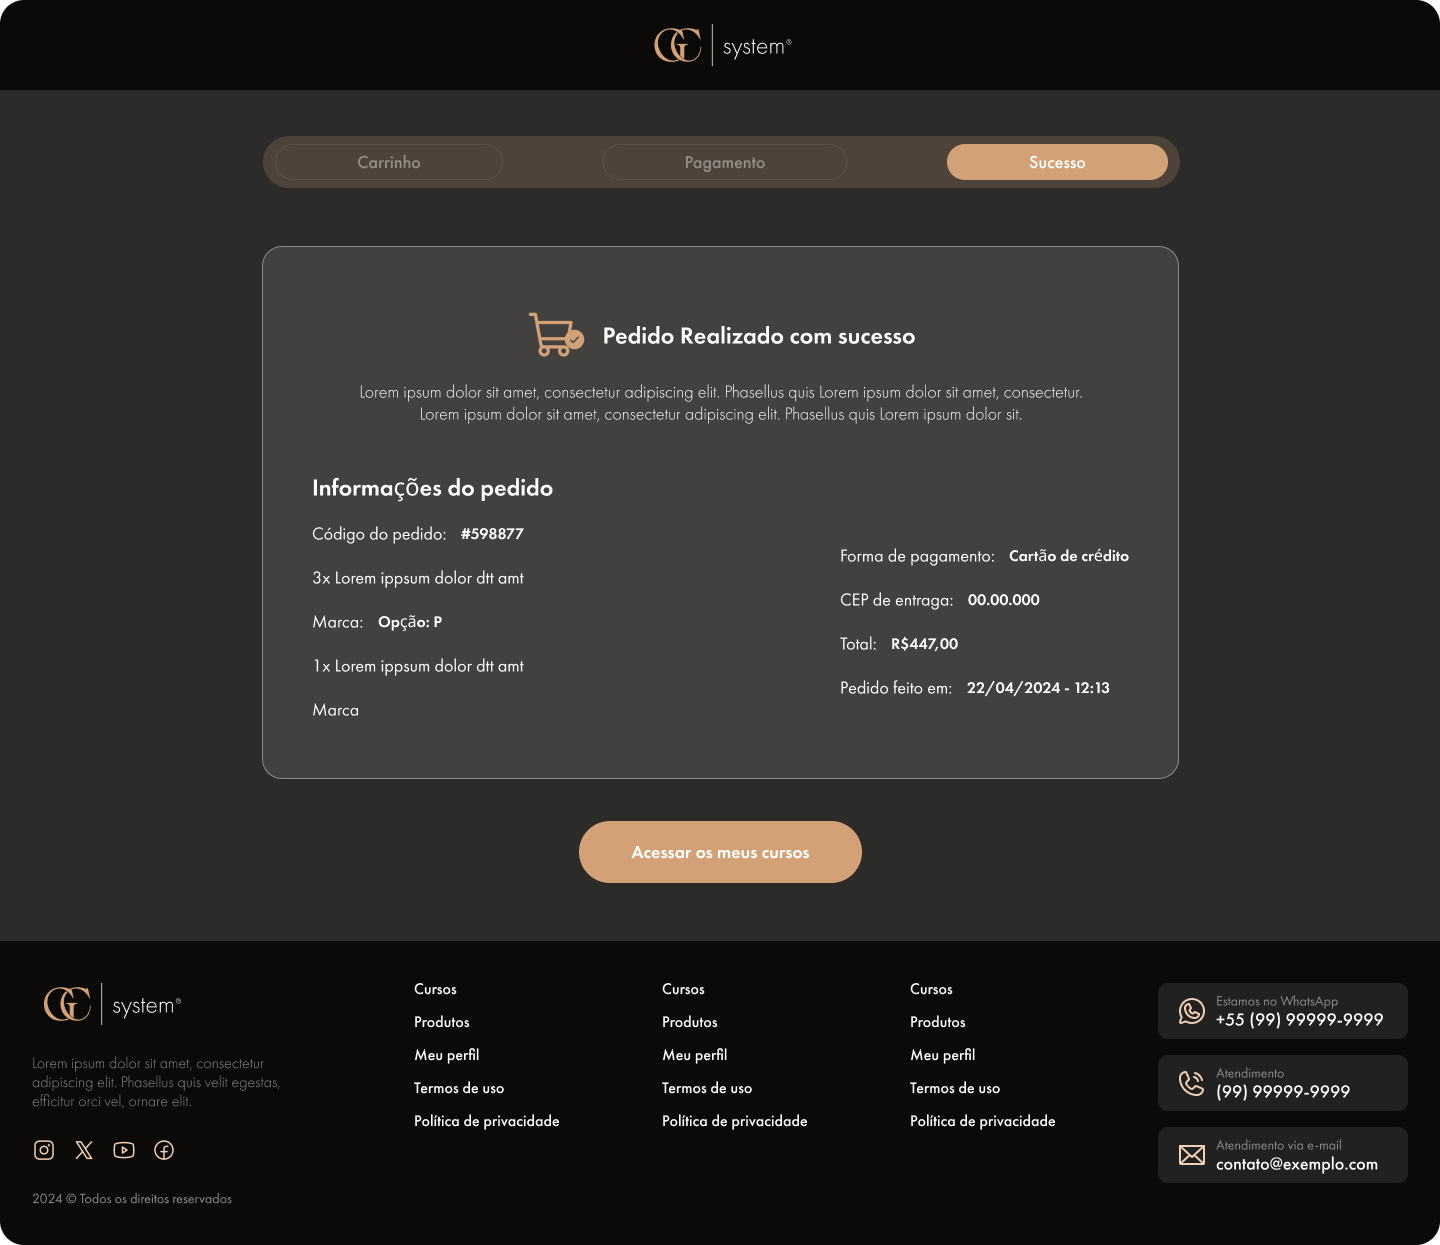 GC system®
Carrinho
Pagamento
Sucesso
Pedido Realizado com sucesso
Lorem ipsum dolor sit amet, consectetur adipiscing elit. Phasellus quis Lorem ipsum dolor sit amet, consectetur.
Lorem ipsum dolor sit amet, consectetur adipiscing elit. Phasellus quis Lorem ipsum dolor sit.
Informações do pedido
Código do pedido: #598877
3x Lorem ippsum dolor dtt amt
Marca: Opção: P
1x Lorem ippsum dolor dtt amt
Marca
Forma de pagamento: Cartão de crédito
CEP de entraga: 00.00.000
Total: R$447,00
Pedido feito em: 22/04/2024 - 12:13
Acessar os meus cursos
GC system®
Lorem ipsum dolor sit amet, consectetur
adipiscing elit. Phasellus quis velit egestas,
efficitur orci vel, ornare elit.
2024 © Todos os direitos reservados
Cursos
Produtos
Meu perfil
Termos de uso
Política de privacidade
Cursos
Produtos
Meu perfil
Termos de uso
Política de privacidade
Cursos
Produtos
Meu perfil
Termos de uso
Política de privacidade
Estamos no WhatsApp
+55 (99) 99999-9999
Atendimento
(99) 99999-9999
Atendimento via e-mail
contato@exemplo.com